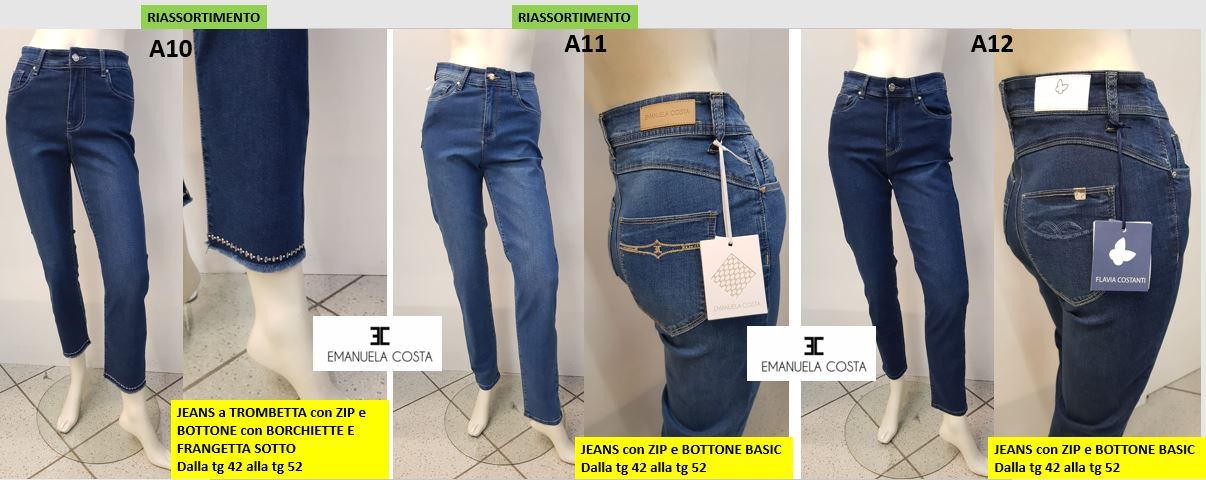 RIASSORTIMENTO
RIASSORTIMENTO
A10
A11
A12
EMANUELA COSTA
EMANUELA COSTA
FLAVIA COSTANTI
EMANUELA COSTA
EMANUELA COSTA
JEANS a TROMBETTA con ZIP e
BOTTONE con BORCHIETTE E
FRANGETTA SOTTO
Dalla tg 42 alla tg 52
JEANS con ZIP e BOTTONE BASIC
Dalla tg 42 alla tg 52
JEANS con ZIP e BOTTONE BASIC
Dalla tg 42 alla tg 52